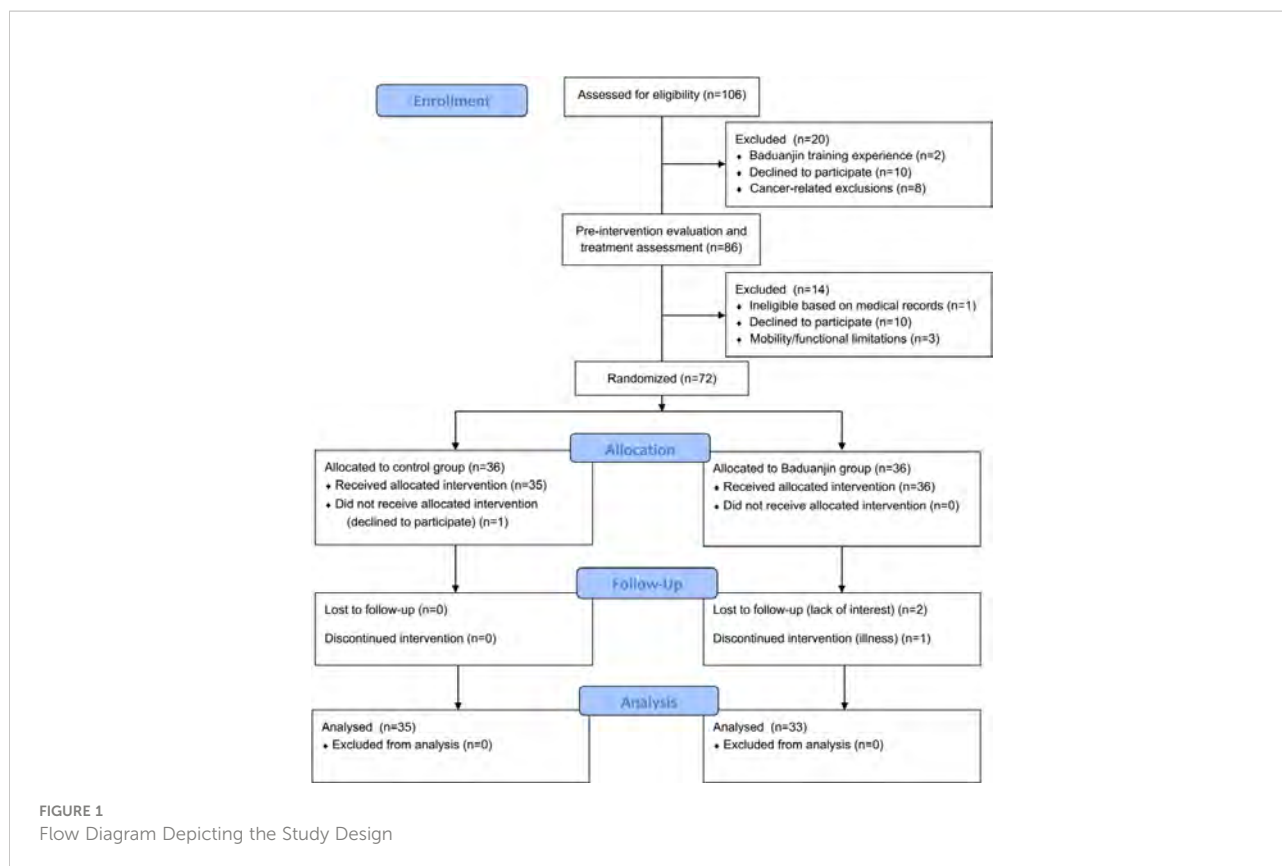 Enrollment
Assessed for eligibility (n=106)
Excluded (n=20)
♦ Baduanjin training experience (n=2)
♦ Declined to participate (n=10)
♦ Cancer-related exclusions (n=8)
Pre-intervention evaluation and
treatment assessment (n=86)
Excluded (n=14)
♦ Ineligible based on medical records (n=1)
♦ Declined to participate (n=10)
♦ Mobility/functional limitations (n=3)
Randomized (n=72)
Allocation
Allocated to control group (n=36)
♦ Received allocated intervention (n=35)
♦ Did not receive allocated intervention
(declined to participate) (n=1)
Allocated to Baduanjin group (n=36)
♦ Received allocated intervention (n=36)
♦ Did not receive allocated intervention (n=0)
Follow-Up
Lost to follow-up (n=0)
Discontinued intervention (n=0)
Lost to follow-up (lack of interest) (n=2)
Discontinued intervention (illness) (n=1)
Analysis
Analysed (n=35)
♦ Excluded from analysis (n=0)
Analysed (n=33)
♦ Excluded from analysis (n=0)
FIGURE 1
Flow Diagram Depicting the Study Design